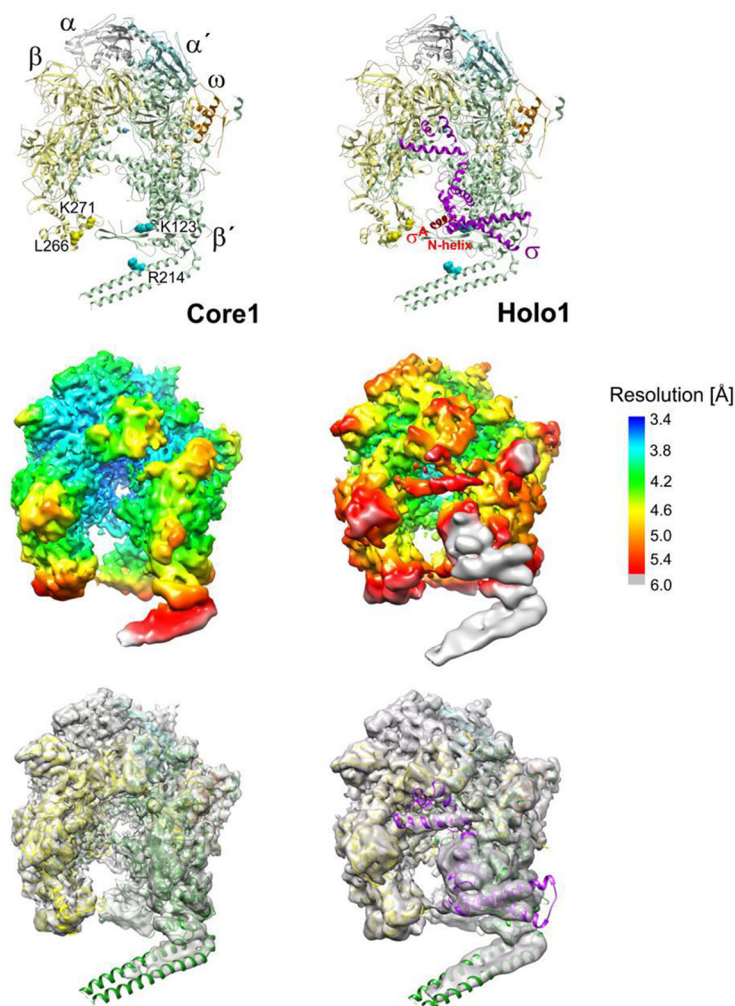 α
α´
β
ω
K271
L266
K123
β´
R214
σᴬ
N-helix
σ
Core1
Holo1
Resolution [Å]
3.4
3.8
4.2
4.6
5.0
5.4
6.0